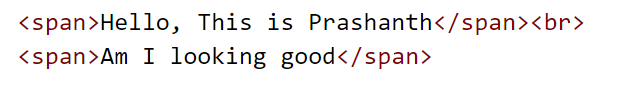 <span>Hello, This is Prashanth</span><br>
<span>Am I looking good</span>